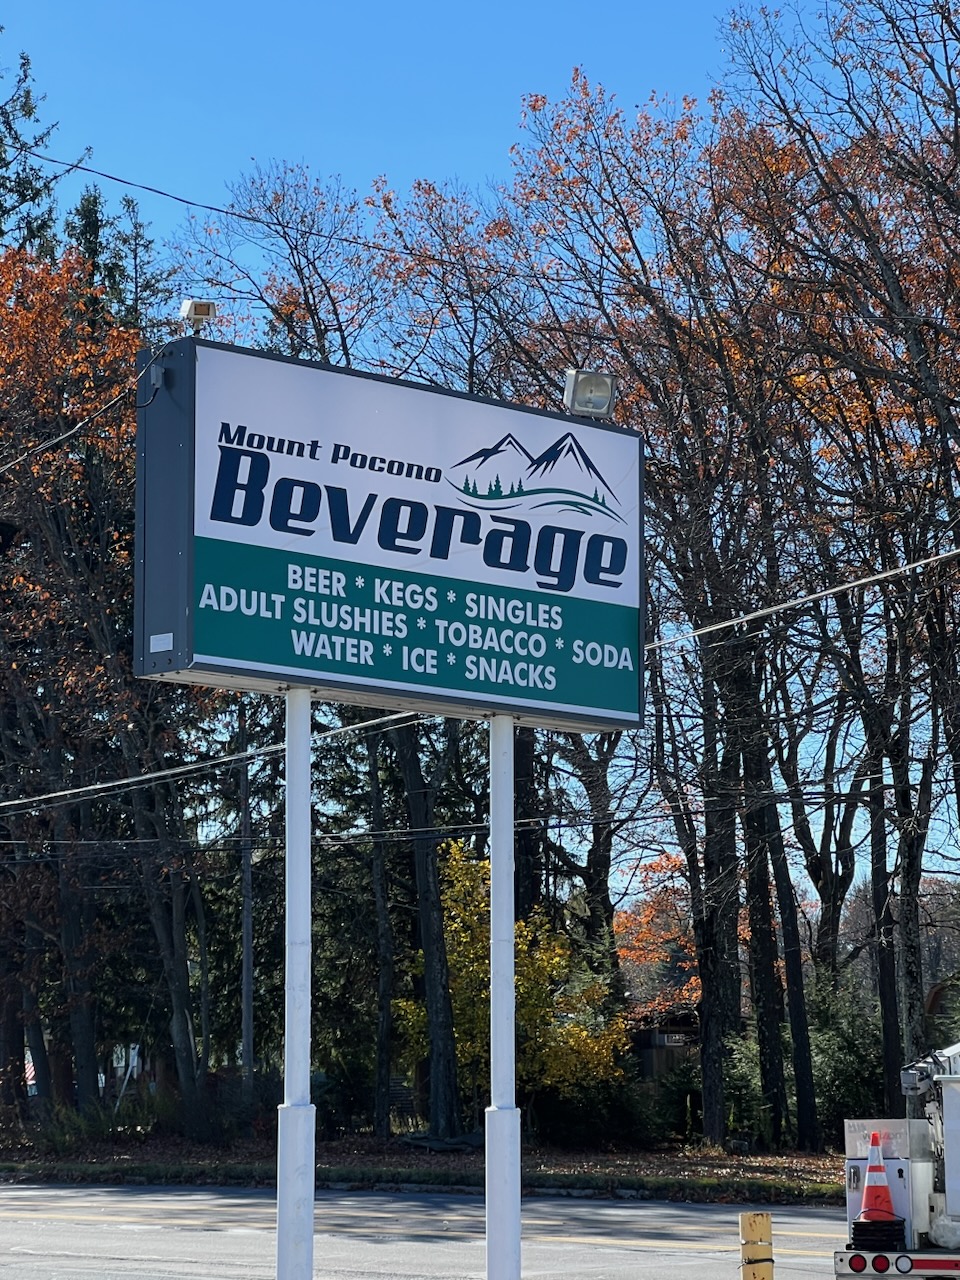 Mount Pocono
Beverage
BEER * KEGS * SINGLES
ADULT SLUSHIES * TOBACCO * SODA
WATER * ICE * SNACKS